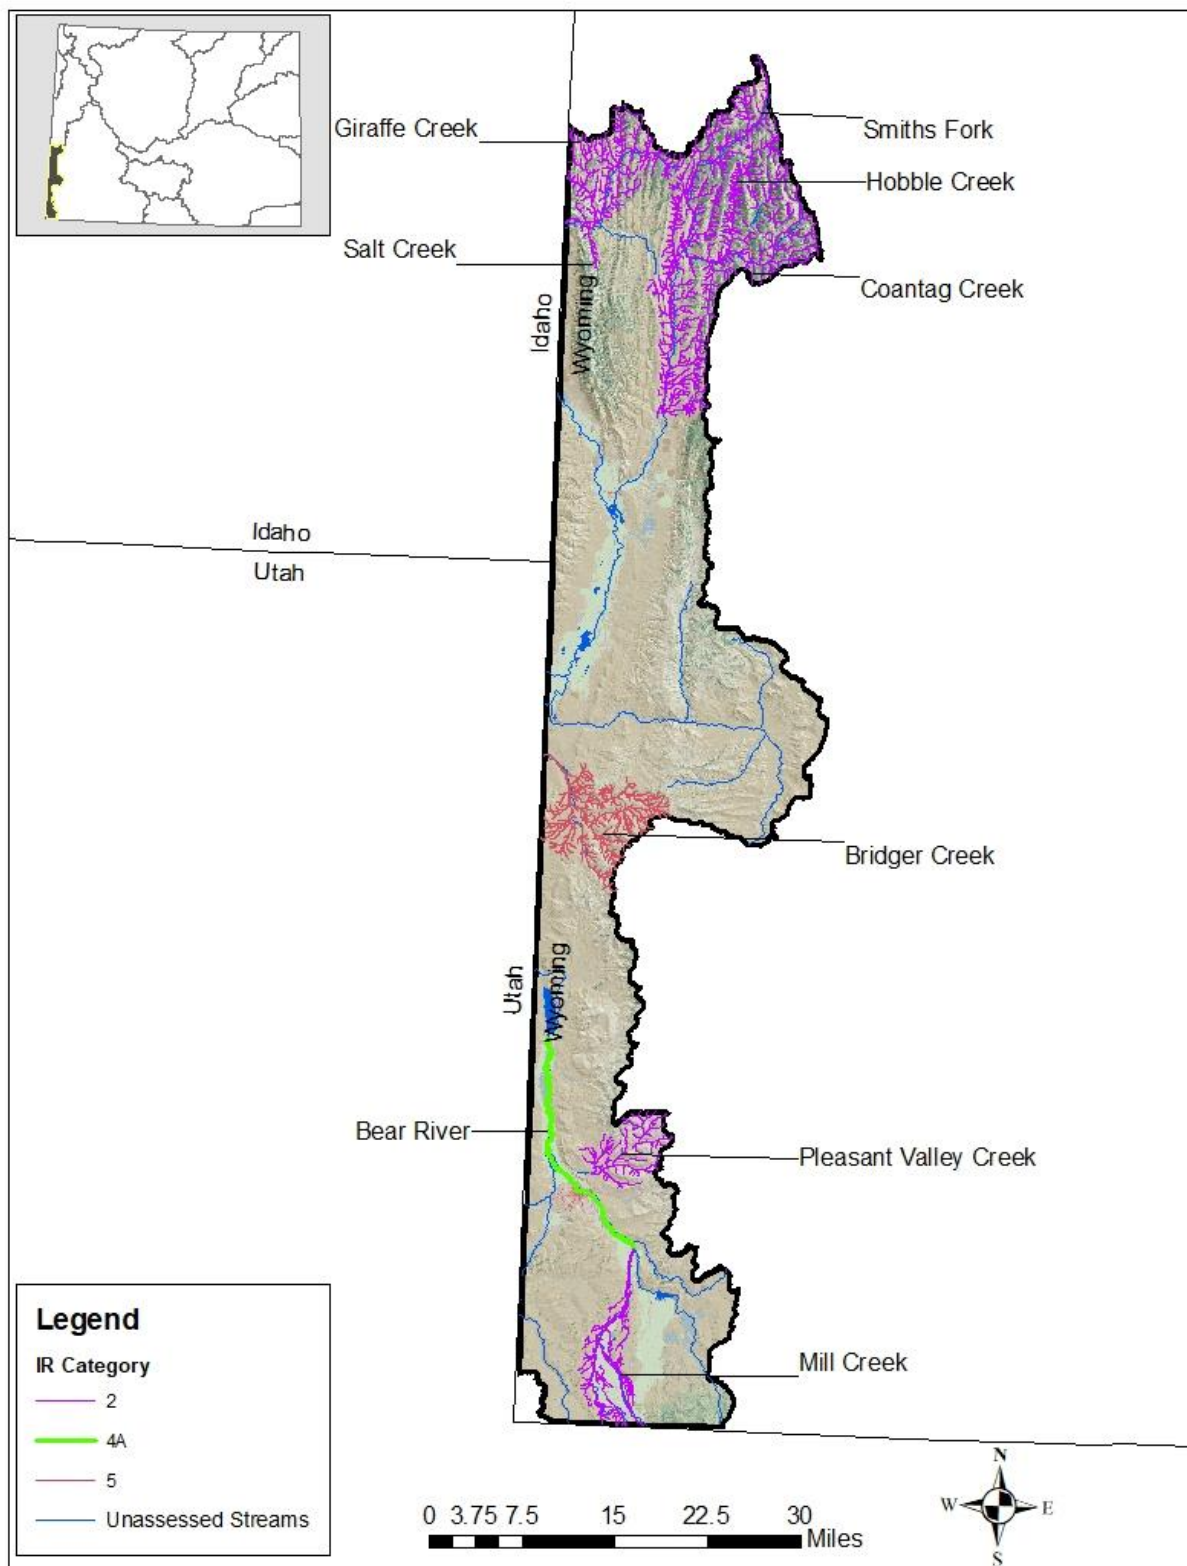 Giraffe Creek
Smiths Fork
Hobble Creek
Salt Creek
Coantag Creek
Idaho
Wyoming
Idaho
Utah
Bridger Creek
Utah
Wyoming
Bear River
Pleasant Valley Creek
Mill Creek
Legend
IR Category
2
4A
5
Unassessed Streams
0 3.75 7.5 15 22.5 30
Miles
N
W E
S